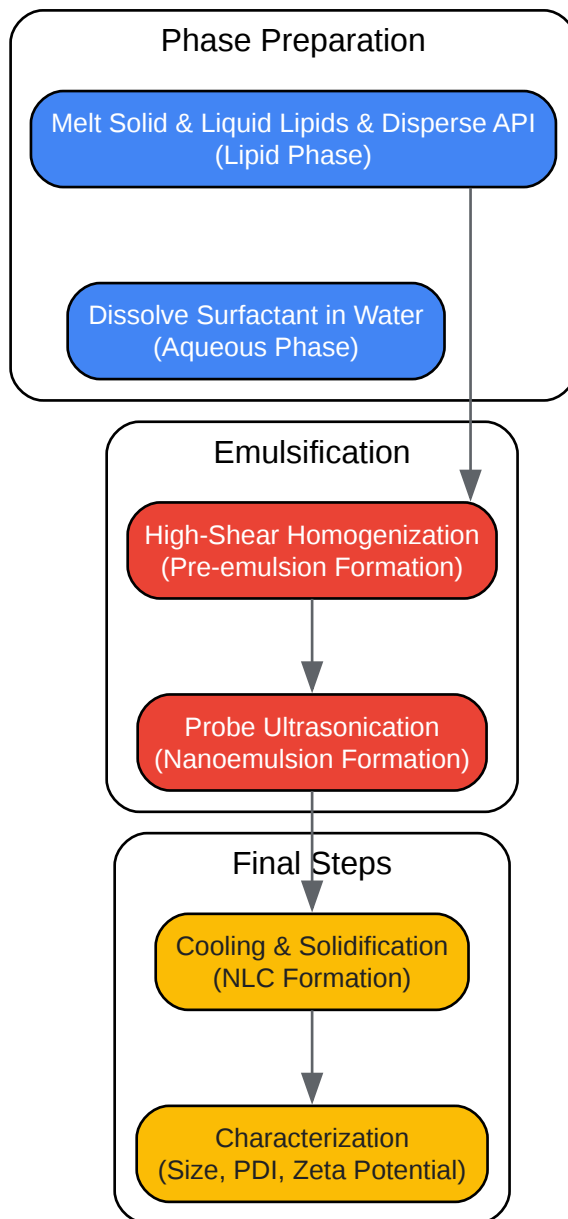 Phase Preparation
Melt Solid & Liquid Lipids & Disperse API
(Lipid Phase)
Dissolve Surfactant in Water
(Aqueous Phase)
Emulsification
High-Shear Homogenization
(Pre-emulsion Formation)
Probe Ultrasonication
(Nanoemulsion Formation)
Final Steps
Cooling & Solidification
(NLC Formation)
Characterization
(Size, PDI, Zeta Potential)